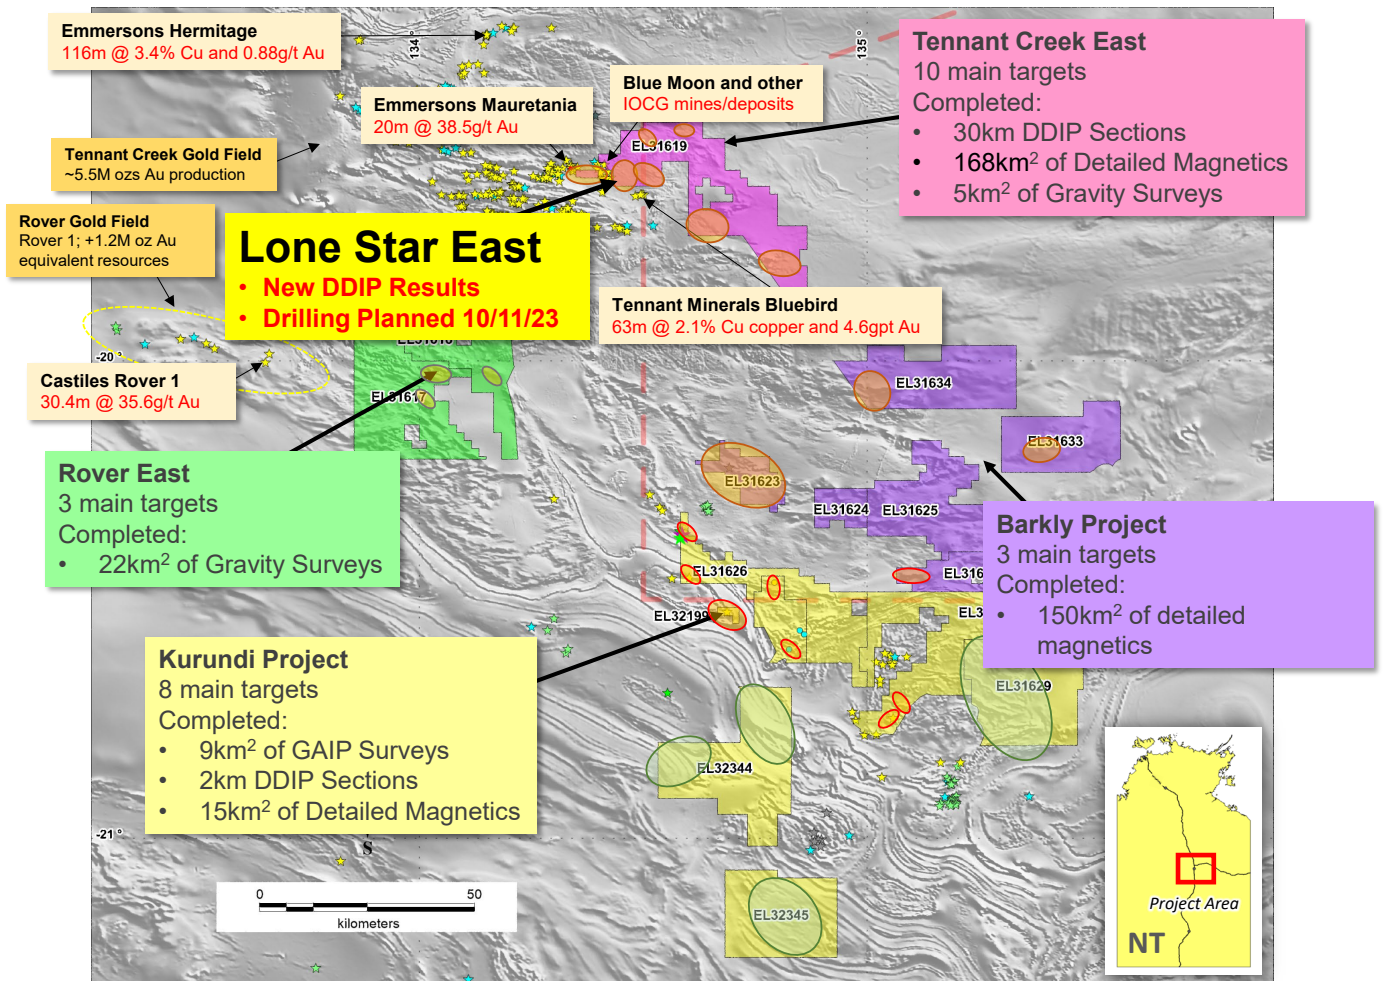 Emmersons Hermitage
116m @ 3.4% Cu and 0.88g/t Au
134 °
135 °
Tennant Creek East
10 main targets
Completed:
• 30km DDIP Sections
• 168km² of Detailed Magnetics
• 5km² of Gravity Surveys
Blue Moon and other
IOCG mines/deposits
Emmersons Mauretania
20m @ 38.5g/t Au
EL31619
Tennant Creek Gold Field
~5.5M ozs Au production
Rover Gold Field
Rover 1; +1.2M oz Au
equivalent resources
Lone Star East
• New DDIP Results
• Drilling Planned 10/11/23
Tennant Minerals Bluebird
63m @ 2.1% Cu copper and 4.6gpt Au
-20 °
Castiles Rover 1
30.4m @ 35.6g/t Au
EL31617
EL31634
EL31633
Rover East
3 main targets
Completed:
• 22km² of Gravity Surveys
EL31623
EL31624
EL31625
Barkly Project
3 main targets
Completed:
• 150km² of detailed
magnetics
EL31626
EL32199
Kurundi Project
8 main targets
Completed:
• 9km² of GAIP Surveys
• 2km DDIP Sections
• 15km² of Detailed Magnetics
EL31629
EL32344
-21 °
S
0 50
kilometers
EL32345
Project Area
NT